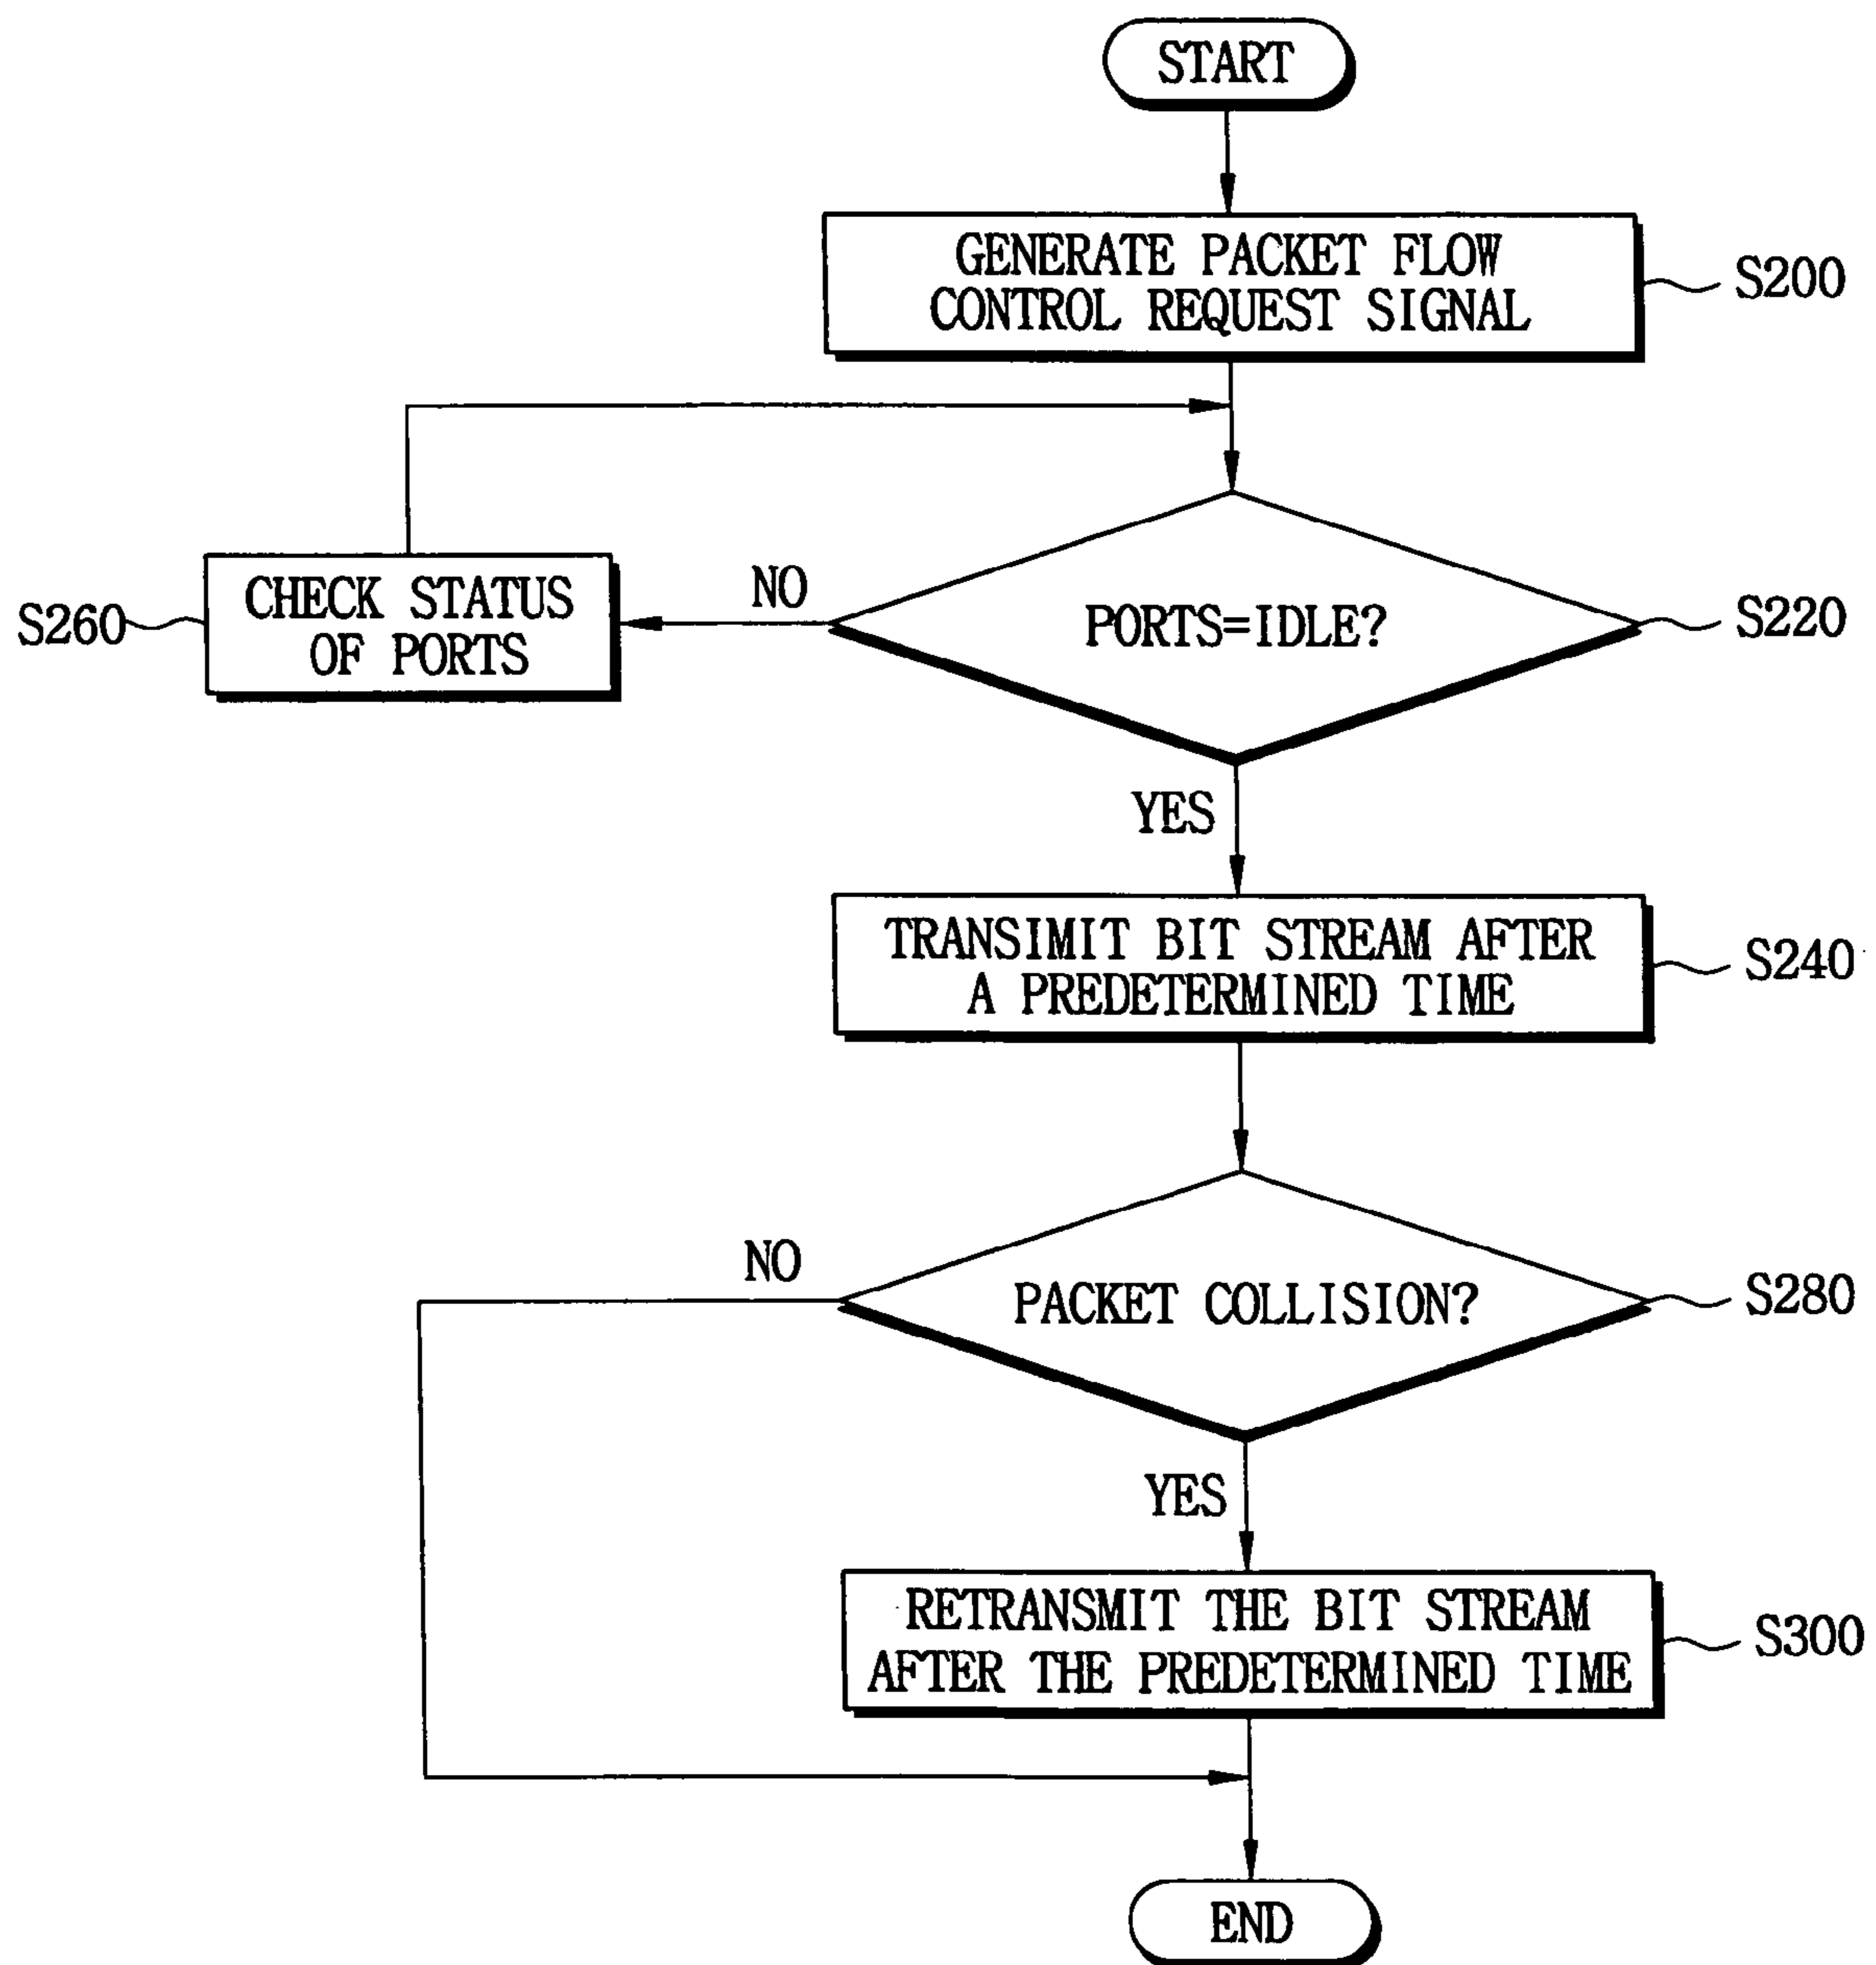 START
GENERATE PACKET FLOW
CONTROL REQUEST SIGNAL
S200
CHECK STATUS
OF PORTS
S260
NO
PORTS=IDLE?
S220
YES
TRANSIMIT BIT STREAM AFTER
A PREDETERMINED TIME
S240
NO
PACKET COLLISION?
S280
YES
RETRANSMIT THE BIT STREAM
AFTER THE PREDETERMINED TIME
S300
END